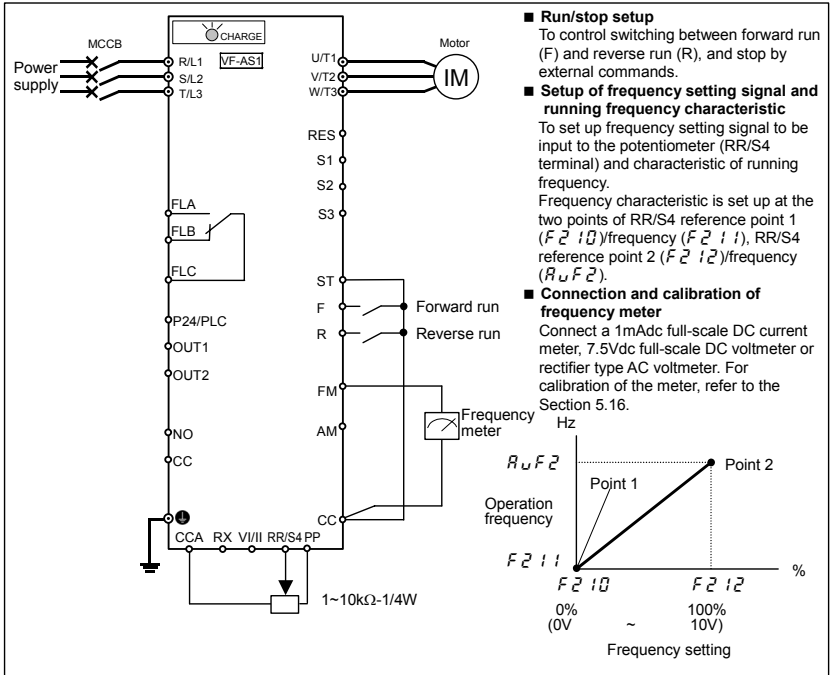 CHARGE
MCCB
Power
supply
R/L1
S/L2
T/L3
VF-AS1
U/T1
V/T2
W/T3
Motor
IM
RES
S1
S2
S3
FLA
FLB
FLC
ST
F
Forward run
R
Reverse run
P24/PLC
OUT1
OUT2
FM
Frequency
meter
AM
NO
CC
CC
CCA RX VI/II RR/S4 PP
1~10kΩ-1/4W
■ Run/stop setup
To control switching between forward run
(F) and reverse run (R), and stop by
external commands.
■ Setup of frequency setting signal and
running frequency characteristic
To set up frequency setting signal to be
input to the potentiometer (RR/S4
terminal) and characteristic of running
frequency.
Frequency characteristic is set up at the
two points of RR/S4 reference point 1
(F210)/frequency (F211), RR/S4
reference point 2 (F212)/frequency
(AuF2).
■ Connection and calibration of
frequency meter
Connect a 1mAdc full-scale DC current
meter, 7.5Vdc full-scale DC voltmeter or
rectifier type AC voltmeter. For
calibration of the meter, refer to the
Section 5.16.
Hz
AuF2
Point 2
Point 1
Operation
frequency
F211
%
F210 F212
0% 100%
(0V ~ 10V)
Frequency setting